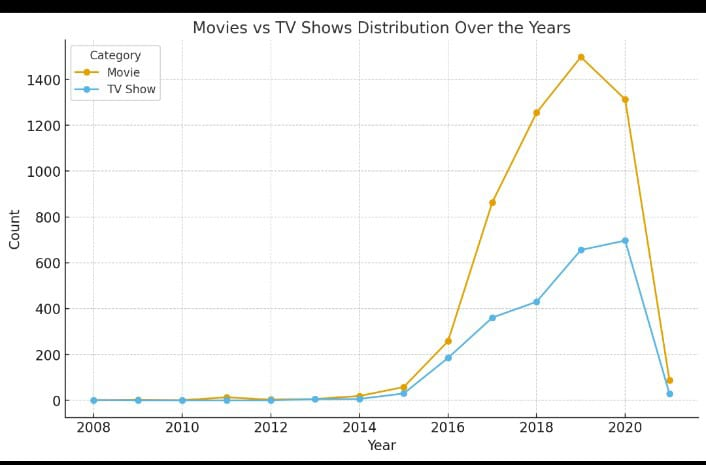 Movies vs TV Shows Distribution Over the Years
Category
Movie
TV Show
1400
1200
1000
800
600
400
200
0
Count
2008 2010 2012 2014 2016 2018 2020
Year